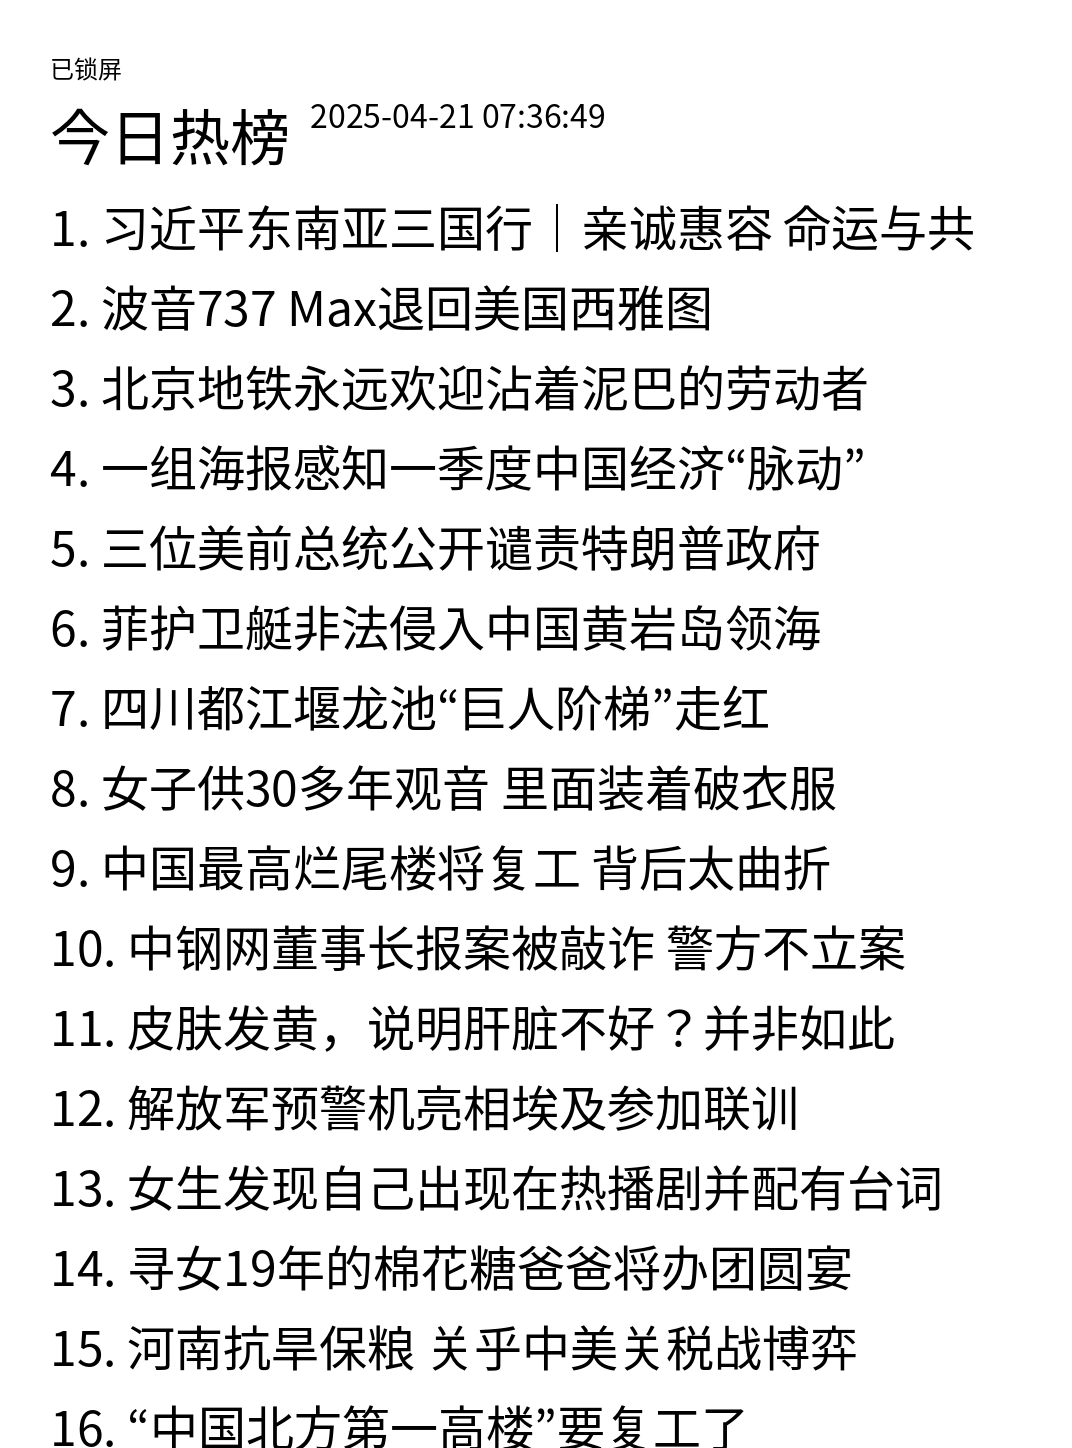 已锁屏
今日热榜 2025-04-21 07:36:49
1. 习近平东南亚三国行｜亲诚惠容 命运与共
2. 波音737 Max退回美国西雅图
3. 北京地铁永远欢迎沾着泥巴的劳动者
4. 一组海报感知一季度中国经济“脉动”
5. 三位美前总统公开谴责特朗普政府
6. 菲护卫艇非法侵入中国黄岩岛领海
7. 四川都江堰龙池“巨人阶梯”走红
8. 女子供30多年观音 里面装着破衣服
9. 中国最高烂尾楼将复工 背后太曲折
10. 中钢网董事长报案被敲诈 警方不立案
11. 皮肤发黄，说明肝脏不好？并非如此
12. 解放军预警机亮相埃及参加联训
13. 女生发现自己出现在热播剧并配有台词
14. 寻女19年的棉花糖爸爸将办团圆宴
15. 河南抗旱保粮 关乎中美关税战博弈
16. “中国北方第一高楼”要复工了